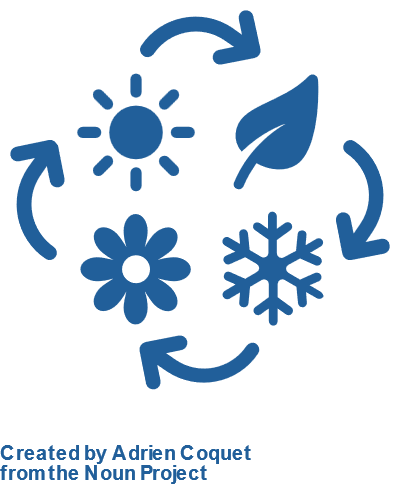 Created by Adrien Coquet
from the Noun Project